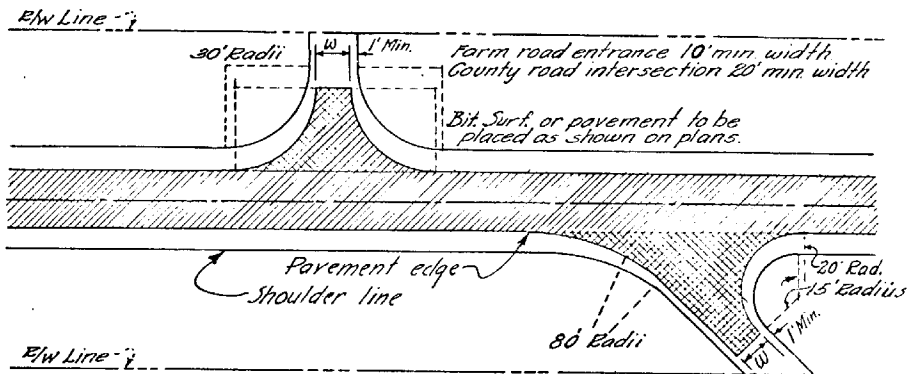 R/W Line
30' Radii
W
1' Min.
Farm road entrance 10' min. width
County road intersection 20' min. width
Bit. Surf. or pavement to be
placed as shown on plans.
Pavement edge
Shoulder line
20' Rad.
15' Radius
80' Radii
1' Min.
W
R/W Line